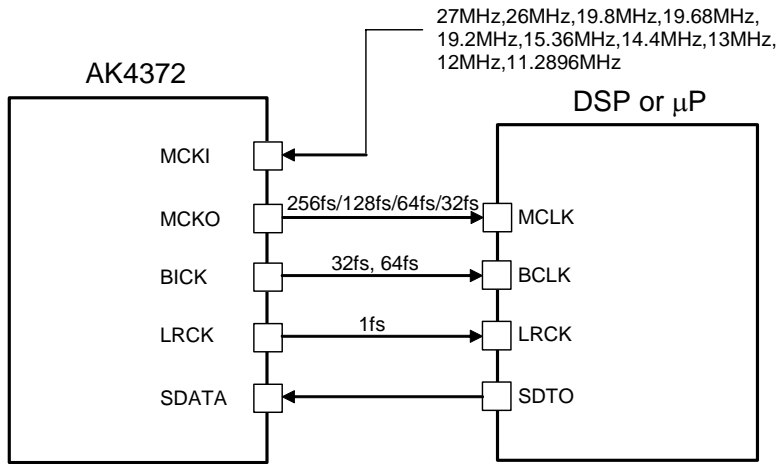 27MHz,26MHz,19.8MHz,19.68MHz,
19.2MHz,15.36MHz,14.4MHz,13MHz,
12MHz,11.2896MHz
AK4372
DSP or μP
MCKI
MCKO
256fs/128fs/64fs/32fs
MCLK
BICK
32fs, 64fs
BCLK
LRCK
1fs
LRCK
SDATA
SDTO